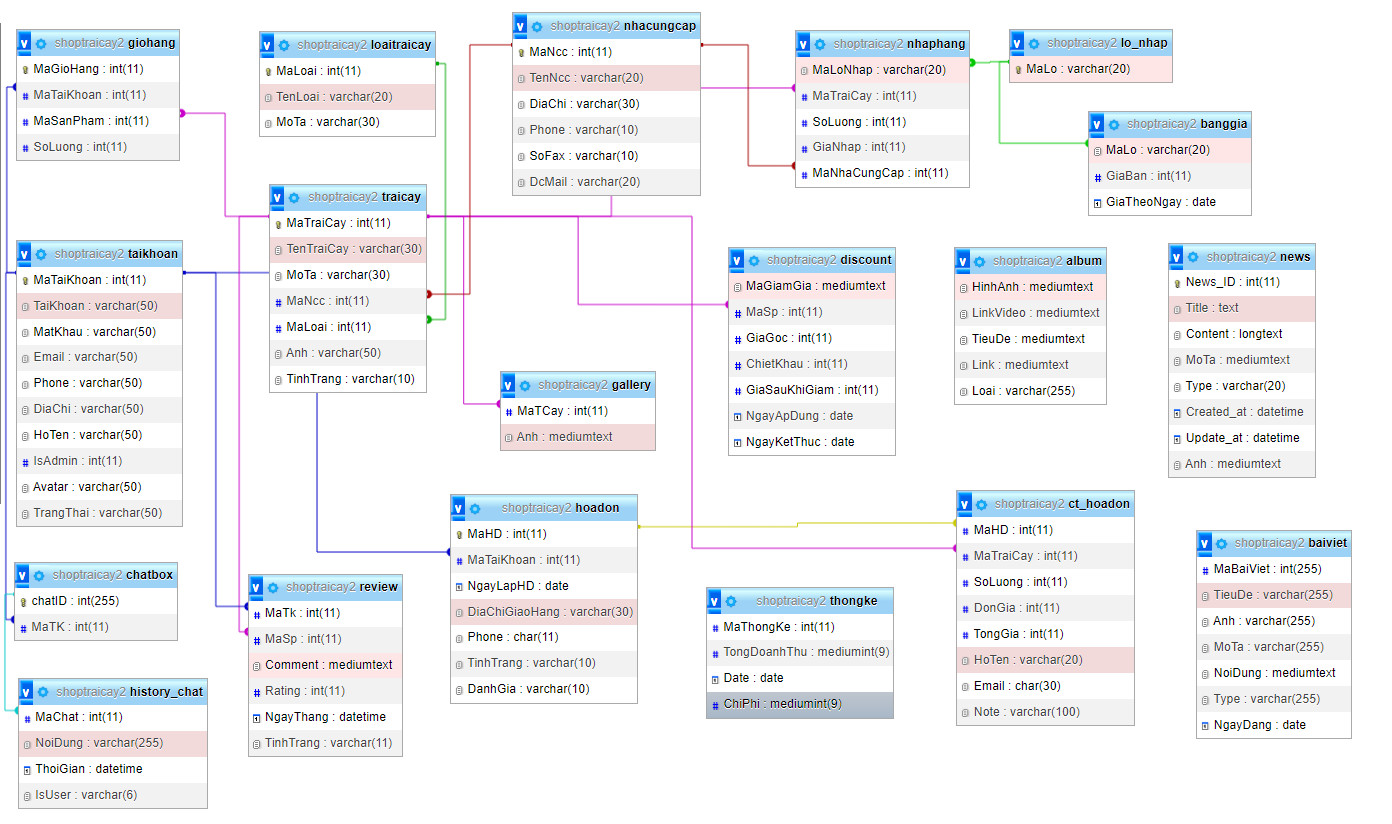 shoptraicay2 giohang
MaGioHang : int(11)
MaTaiKhoan : int(11)
MaSanPham : int(11)
SoLuong : int(11)
shoptraicay2 loaitraicay
MaLoai : int(11)
TenLoai : varchar(20)
MoTa : varchar(30)
shoptraicay2 nhacungcap
MaNcc : int(11)
TenNcc : varchar(20)
DiaChi : varchar(30)
Phone : varchar(10)
SoFax : varchar(10)
DcMail : varchar(20)
shoptraicay2 nhaphang
MaLoNhap : varchar(20)
MaTraiCay : int(11)
SoLuong : int(11)
GiaNhap : int(11)
MaNhaCungCap : int(11)
shoptraicay2 lo_nhap
MaLo : varchar(20)
shoptraicay2 banggia
MaLo : varchar(20)
GiaBan : int(11)
GiaTheoNgay : date
shoptraicay2 traicay
MaTraiCay : int(11)
TenTraiCay : varchar(30)
MoTa : varchar(30)
MaNcc : int(11)
MaLoai : int(11)
Anh : varchar(50)
TinhTrang : varchar(10)
shoptraicay2 taikhoan
MaTaiKhoan : int(11)
TaiKhoan : varchar(50)
MatKhau : varchar(50)
Email : varchar(50)
Phone : varchar(50)
DiaChi : varchar(50)
HoTen : varchar(50)
IsAdmin : int(11)
Avatar : varchar(50)
TrangThai : varchar(50)
shoptraicay2 discount
MaGiamGia : mediumtext
MaSp : int(11)
GiaGoc : int(11)
ChietKhau : int(11)
GiaSauKhiGiam : int(11)
NgayApDung : date
NgayKetThuc : date
shoptraicay2 album
HinhAnh : mediumtext
LinkVideo : mediumtext
TieuDe : mediumtext
Link : mediumtext
Loai : varchar(255)
shoptraicay2 news
News_ID : int(11)
Title : text
Content : longtext
MoTa : mediumtext
Type : varchar(20)
Created_at : datetime
Update_at : datetime
Anh : mediumtext
shoptraicay2 gallery
MaTCay : int(11)
Anh : mediumtext
shoptraicay2 hoadon
MaHD : int(11)
MaTaiKhoan : int(11)
NgayLapHD : date
DiaChiGiaoHang : varchar(30)
Phone : char(11)
TinhTrang : varchar(10)
DanhGia : varchar(10)
shoptraicay2 ct_hoadon
MaHD : int(11)
MaTraiCay : int(11)
SoLuong : int(11)
DonGia : int(11)
TongGia : int(11)
HoTen : varchar(20)
Email : char(30)
Note : varchar(100)
shoptraicay2 baiviet
MaBaiViet : int(255)
TieuDe : varchar(255)
Anh : varchar(255)
MoTa : varchar(255)
NoiDung : mediumtext
Type : varchar(255)
NgayDang : date
shoptraicay2 chatbox
chatID : int(255)
MaTK : int(11)
shoptraicay2 review
MaTk : int(11)
MaSp : int(11)
Comment : mediumtext
Rating : int(11)
NgayThang : datetime
TinhTrang : varchar(11)
shoptraicay2 thongke
MaThongKe : int(11)
TongDoanhThu : mediumint(9)
Date : date
ChiPhi : mediumint(9)
shoptraicay2 history_chat
MaChat : int(11)
NoiDung : varchar(255)
ThoiGian : datetime
IsUser : varchar(6)